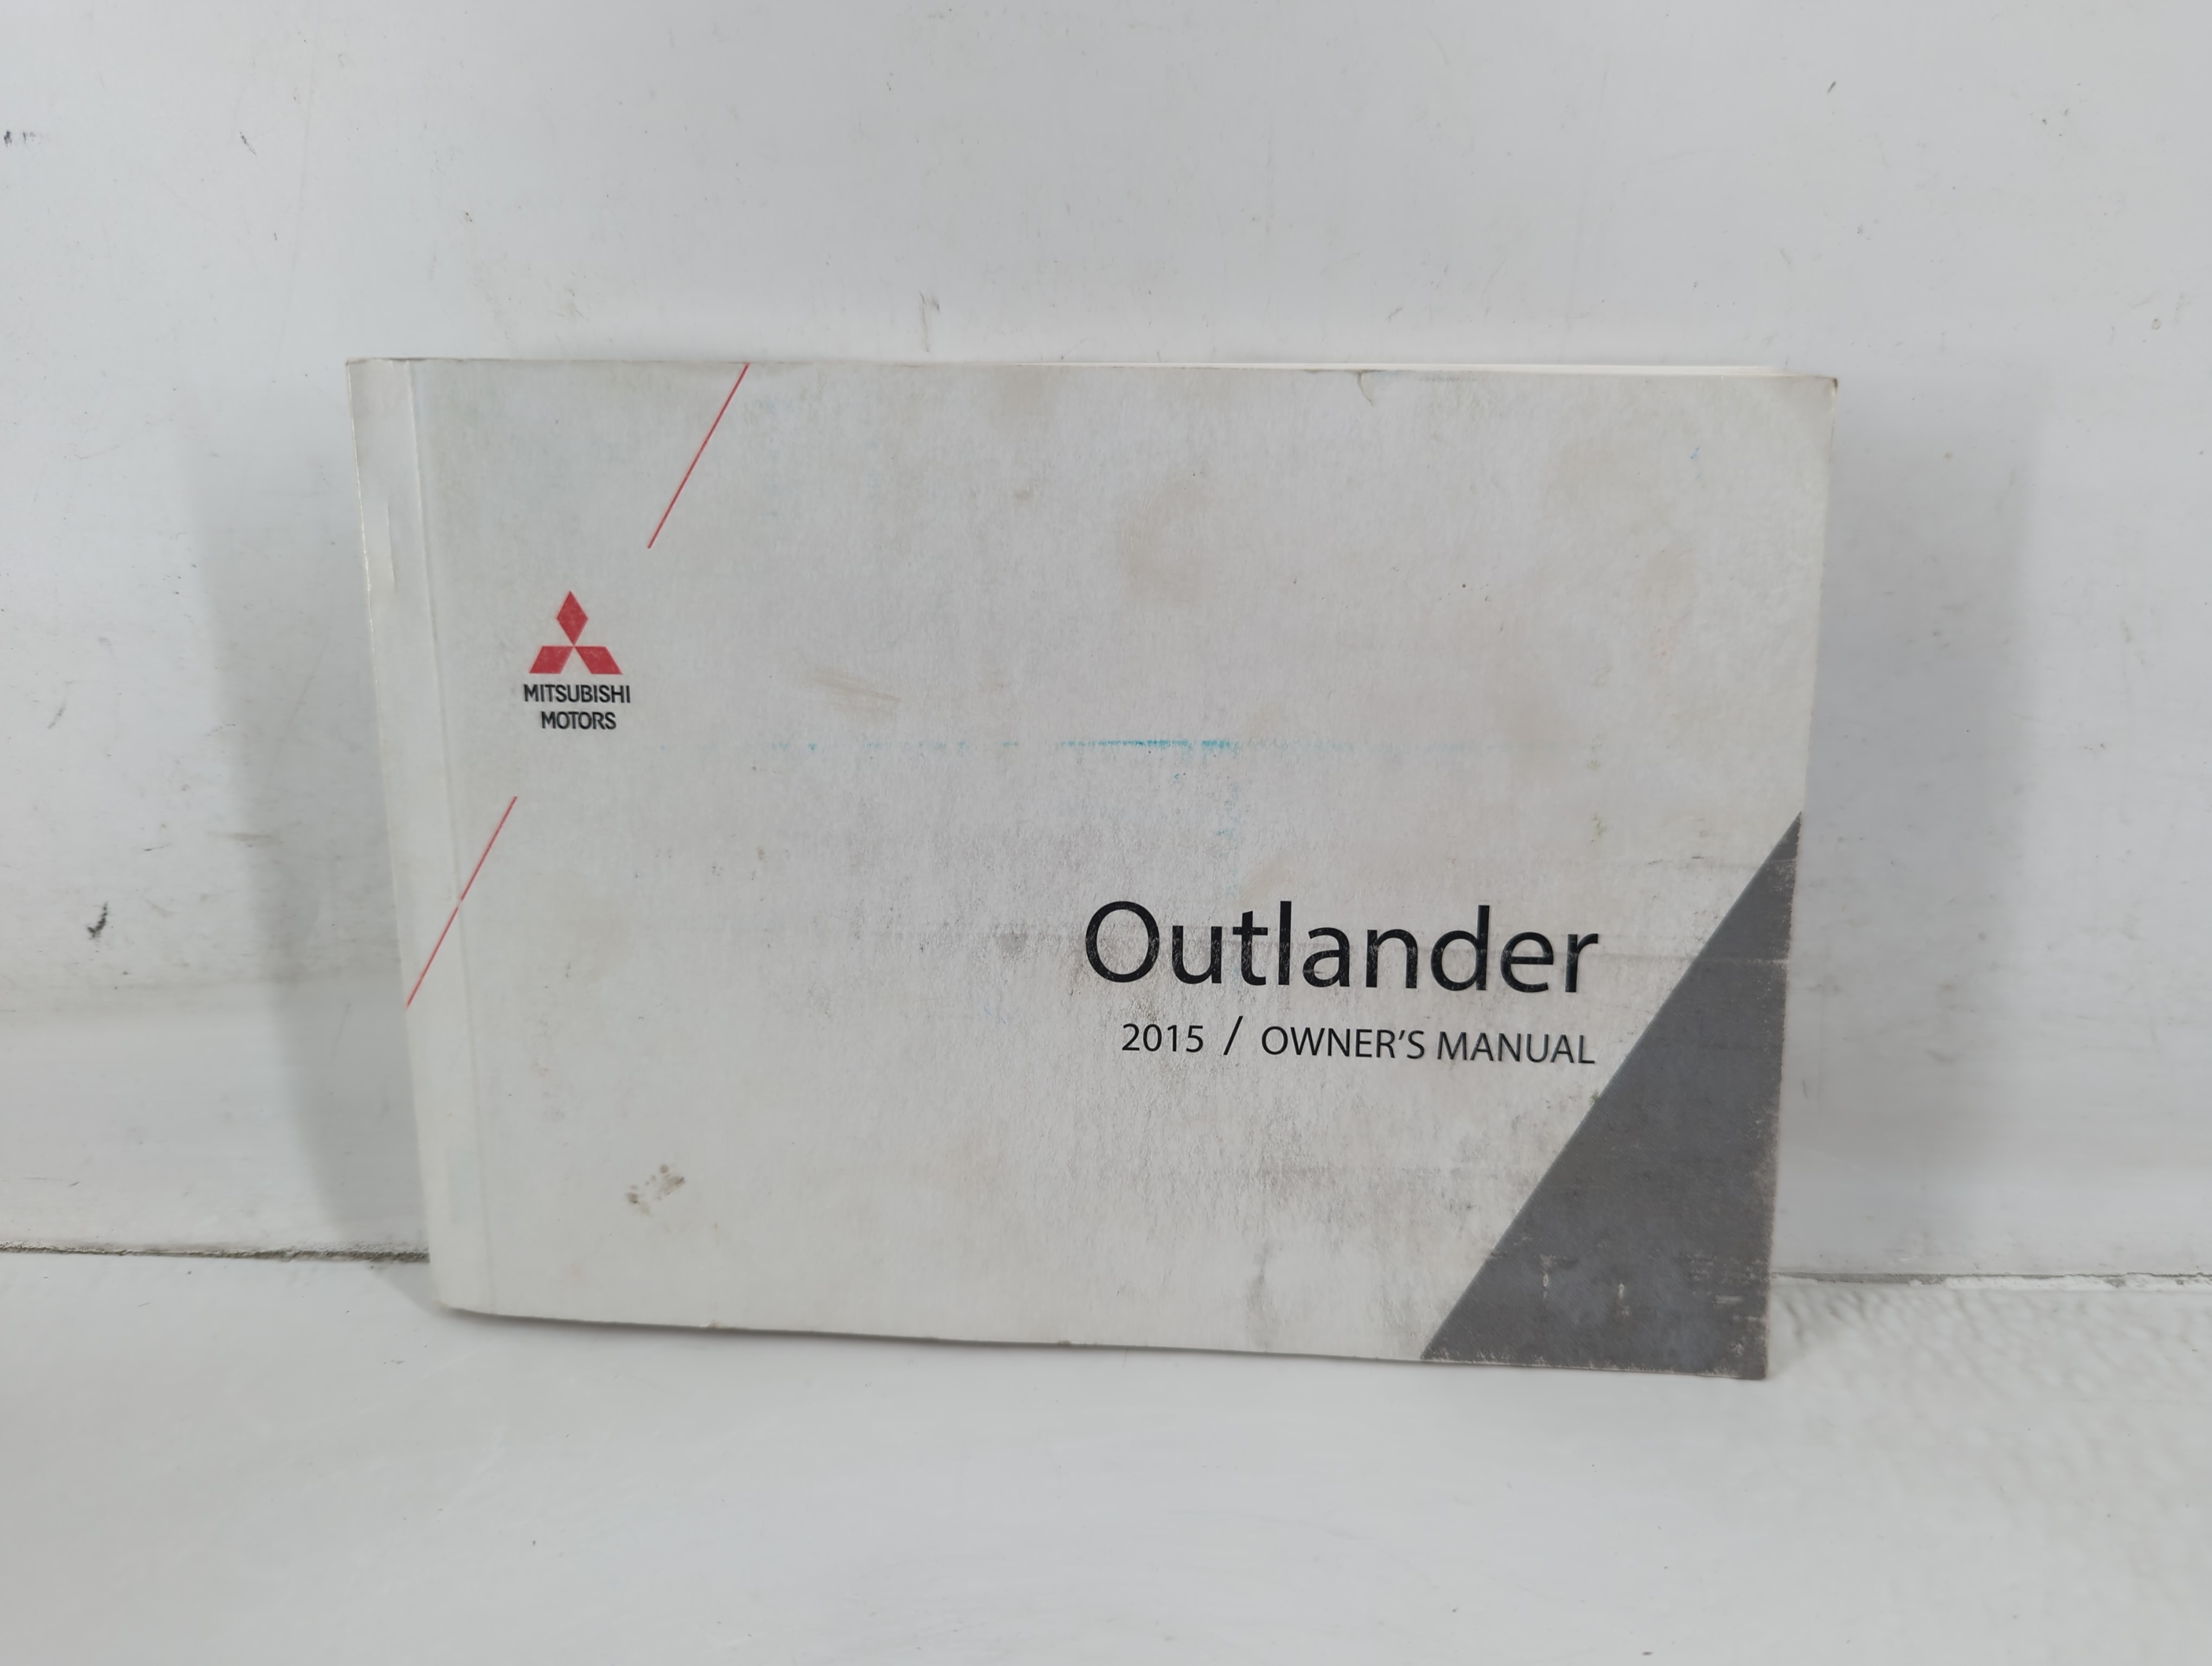 MITSUBISHI
MOTORS
Outlander
2015 / OWNER'S MANUAL